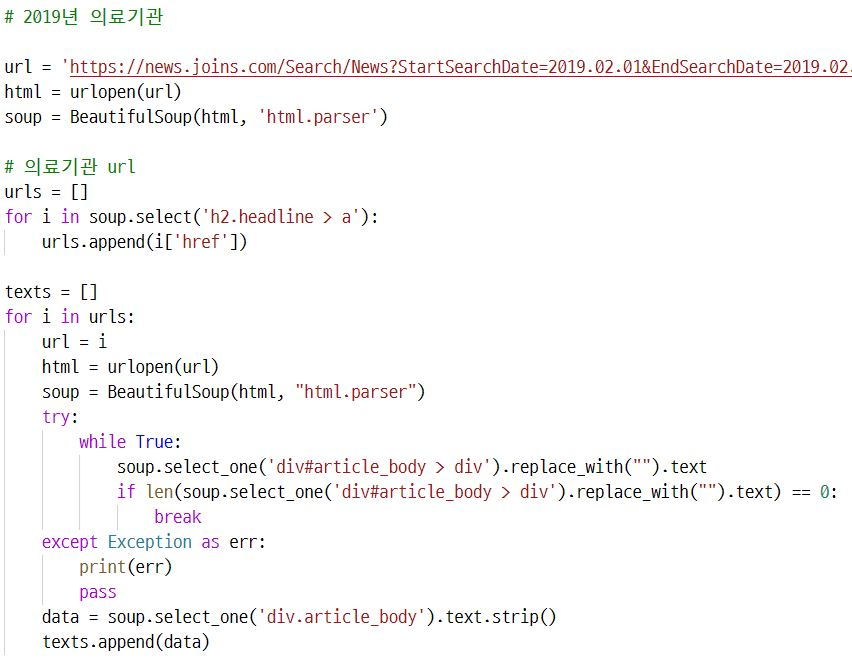 # 2019년 의료기관
url = 'https://news.joins.com/Search/News?StartSearchDate=2019.02.01&EndSearchDate=2019.02.
html = urlopen(url)
soup = BeautifulSoup(html, 'html.parser')
# 의료기관 url
urls = []
for i in soup.select('h2.headline > a'):
    urls.append(i['href'])
texts = []
for i in urls:
    url = i
    html = urlopen(url)
    soup = BeautifulSoup(html, "html.parser")
    try:
        while True:
            soup.select_one('div#article_body > div').replace_with("").text
            if len(soup.select_one('div#article_body > div').replace_with("").text) == 0:
                break
    except Exception as err:
        print(err)
        pass
    data = soup.select_one('div.article_body').text.strip()
    texts.append(data)